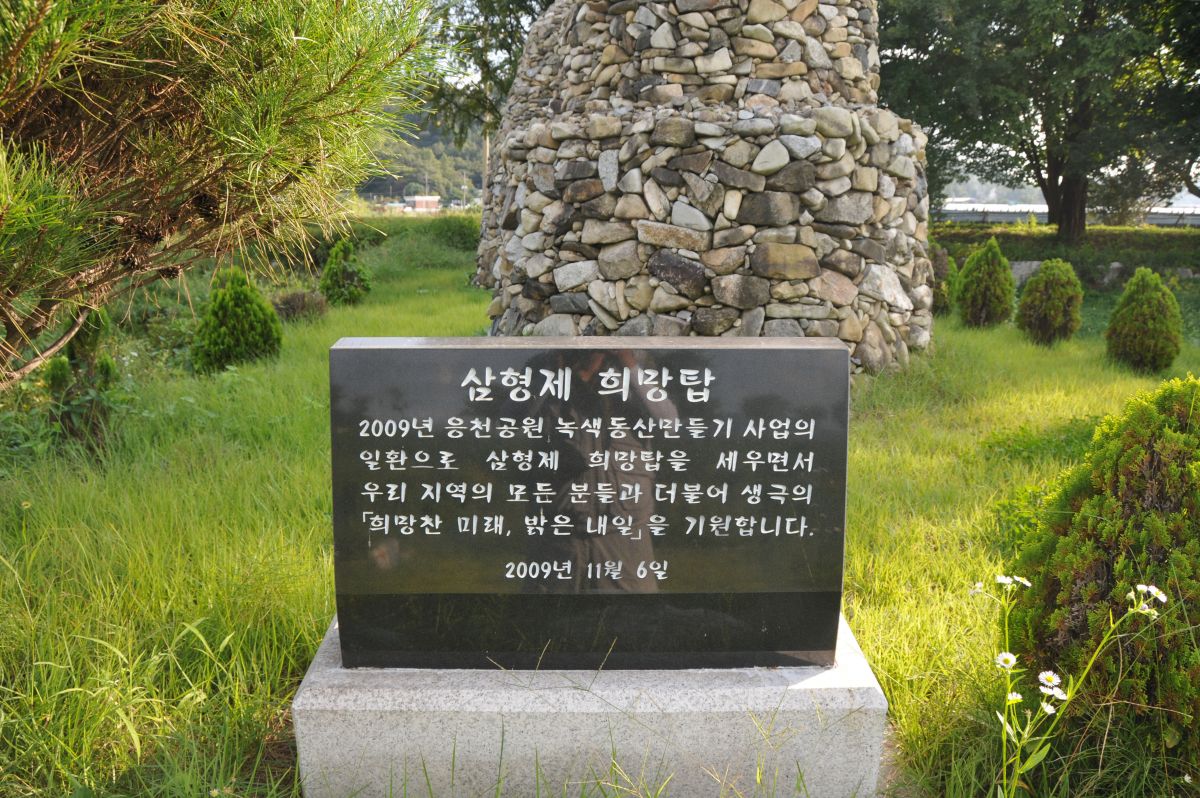 삼형제 희망탑
2009년 응천공원 녹색동산만들기 사업의
일환으로 삼형제 희망탑을 세우면서
우리 지역의 모든 분들과 더불어 생극의
「희망찬 미래, 밝은 내일」을 기원합니다.
2009년 11월 6일